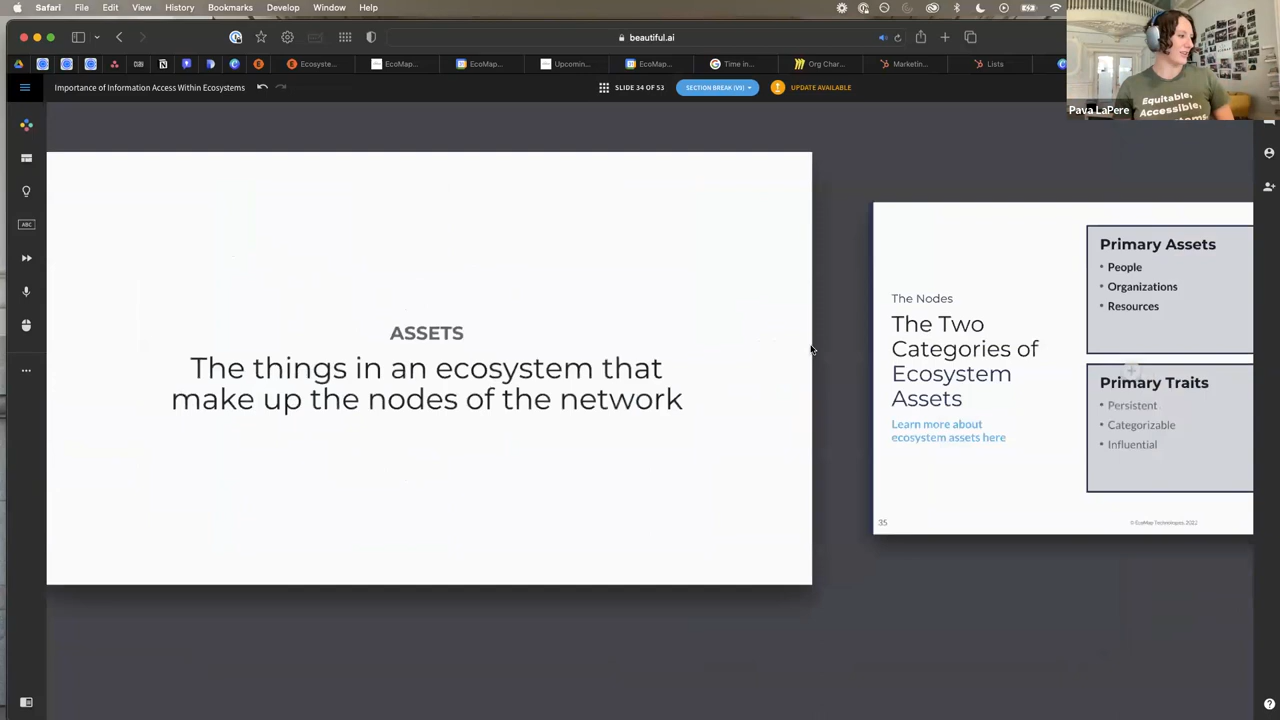 Safari File Edit View History Bookmarks Develop Window Help
beautiful.ai
Ecosyste...
EcoMap...
EcoMap...
Upcomin...
EcoMap...
Time in...
Org Char...
Marketin...
Lists
Pava LaPere
Equitable,
Accessible,
Importance of Information Access Within Ecosystems
SLIDE 34 OF 53
SECTION BREAK (V9)
UPDATE AVAILABLE
ABC
ASSETS
The things in an ecosystem that
make up the nodes of the network
The Nodes
The Two
Categories of
Ecosystem
Assets
Learn more about
ecosystem assets here
Primary Assets
• People
• Organizations
• Resources
Primary Traits
• Persistent
• Categorizable
• Influential
35
© EcoMap Technologies, 2022